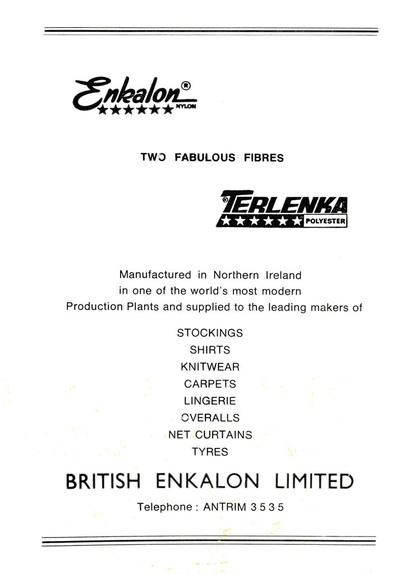 Enkalon®
NYLON
TWO FABULOUS FIBRES
®TERLENKA
POLYESTER
Manufactured in Northern Ireland
in one of the world's most modern
Production Plants and supplied to the leading makers of
STOCKINGS
SHIRTS
KNITWEAR
CARPETS
LINGERIE
OVERALLS
NET CURTAINS
TYRES
BRITISH ENKALON LIMITED
Telephone : ANTRIM 3535